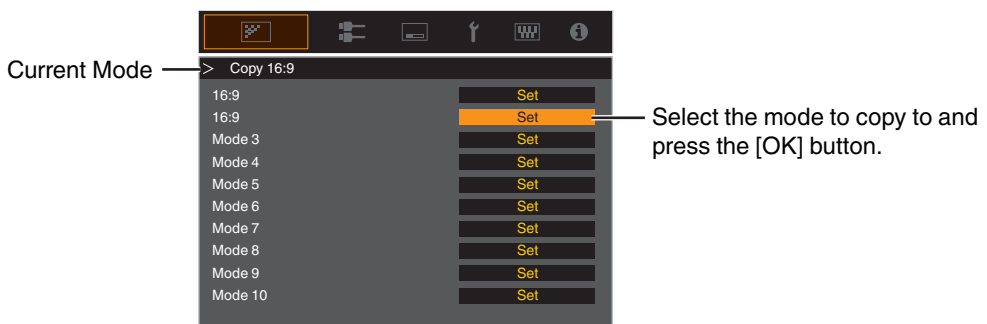 Current Mode
> Copy 16:9
16:9 Set
16:9 Set
Select the mode to copy to and
press the [OK] button.
Mode 3 Set
Mode 4 Set
Mode 5 Set
Mode 6 Set
Mode 7 Set
Mode 8 Set
Mode 9 Set
Mode 10 Set